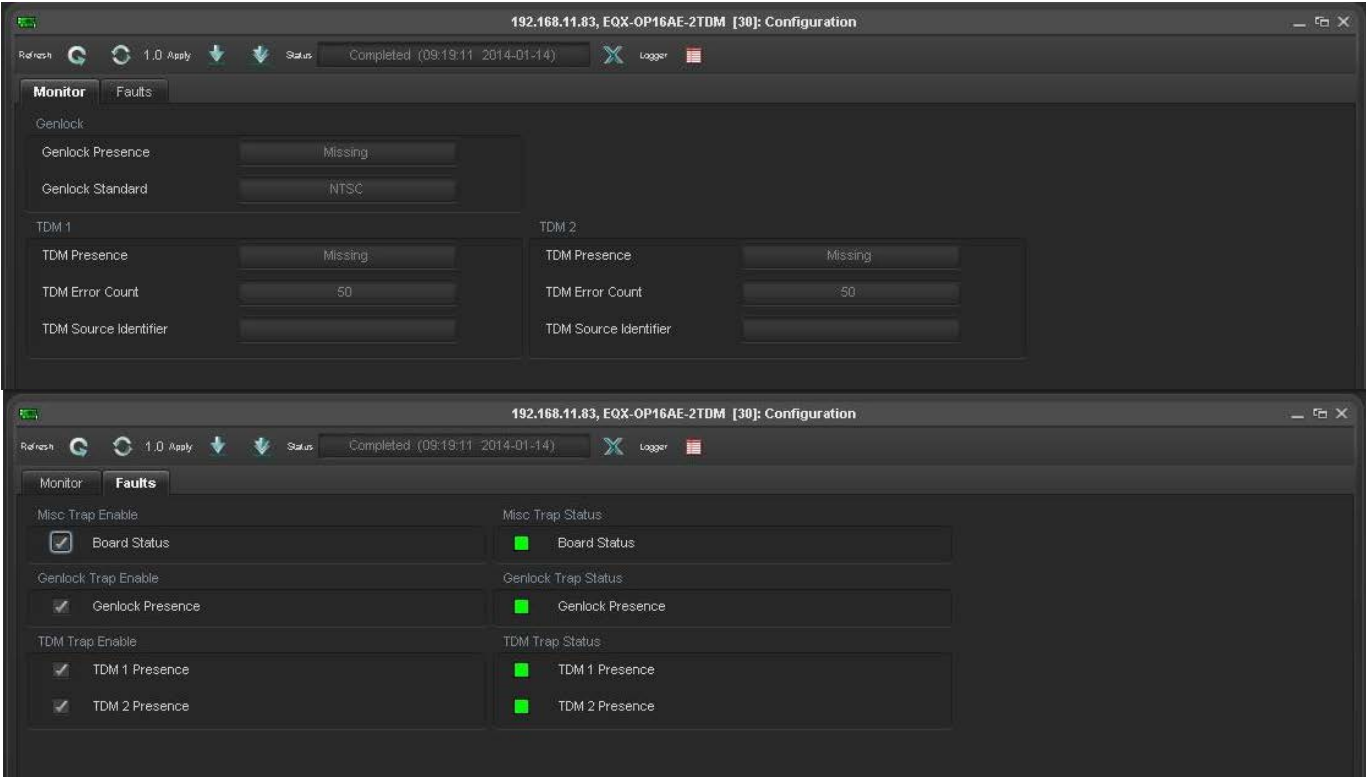 192.168.11.83, EQX-OP16AE-2TDM [30]: Configuration
Refresh 1.0 Apply Status Completed (09:19:11 2014-01-14) Logger
Monitor Faults
Genlock
Genlock Presence Missing
Genlock Standard NTSC
TDM 1 TDM 2
TDM Presence Missing TDM Presence Missing
TDM Error Count 50 TDM Error Count 50
TDM Source Identifier TDM Source Identifier
192.168.11.83, EQX-OP16AE-2TDM [30]: Configuration
Refresh 1.0 Apply Status Completed (09:19:11 2014-01-14) Logger
Monitor Faults
Misc Trap Enable Misc Trap Status
Board Status Board Status
Genlock Trap Enable Genlock Trap Status
Genlock Presence Genlock Presence
TDM Trap Enable TDM Trap Status
TDM 1 Presence TDM 1 Presence
TDM 2 Presence TDM 2 Presence